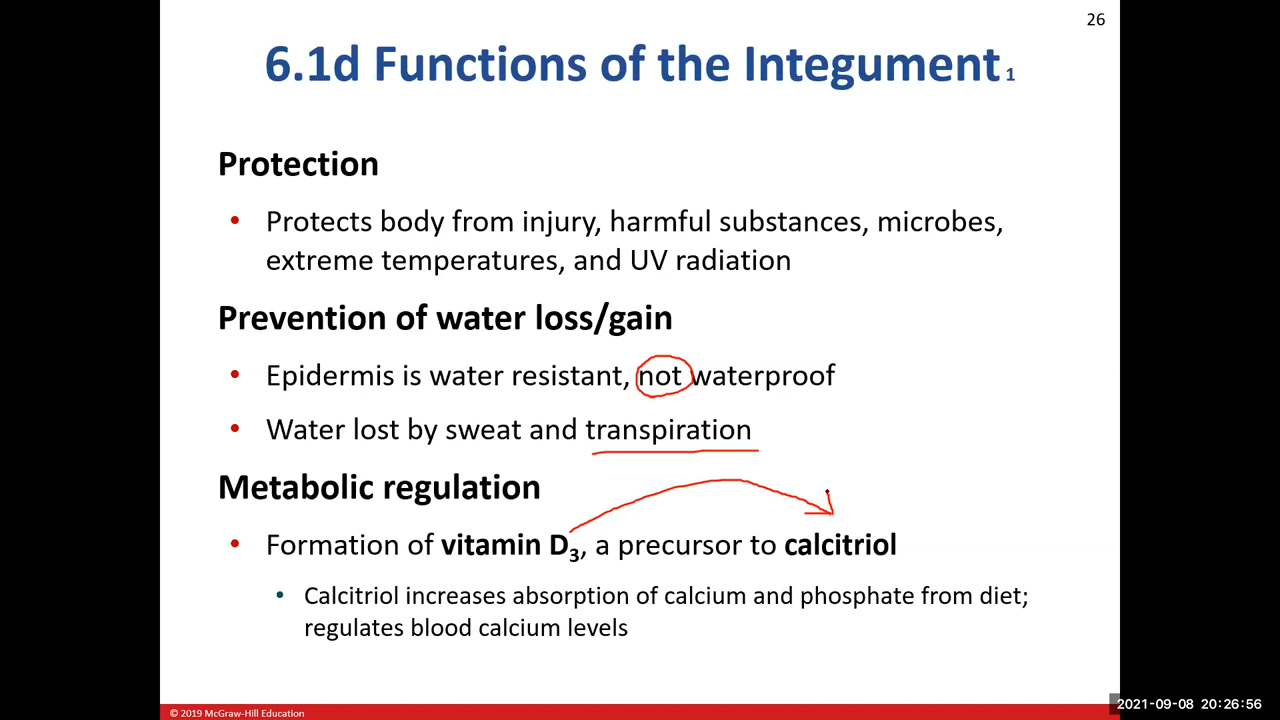 26
6.1d Functions of the Integument 1
Protection
• Protects body from injury, harmful substances, microbes,
extreme temperatures, and UV radiation
Prevention of water loss/gain
• Epidermis is water resistant, not waterproof
• Water lost by sweat and transpiration
Metabolic regulation
• Formation of vitamin D3, a precursor to calcitriol
• Calcitriol increases absorption of calcium and phosphate from diet;
regulates blood calcium levels
© 2019 McGraw-Hill Education
2021-09-08 20:26:56